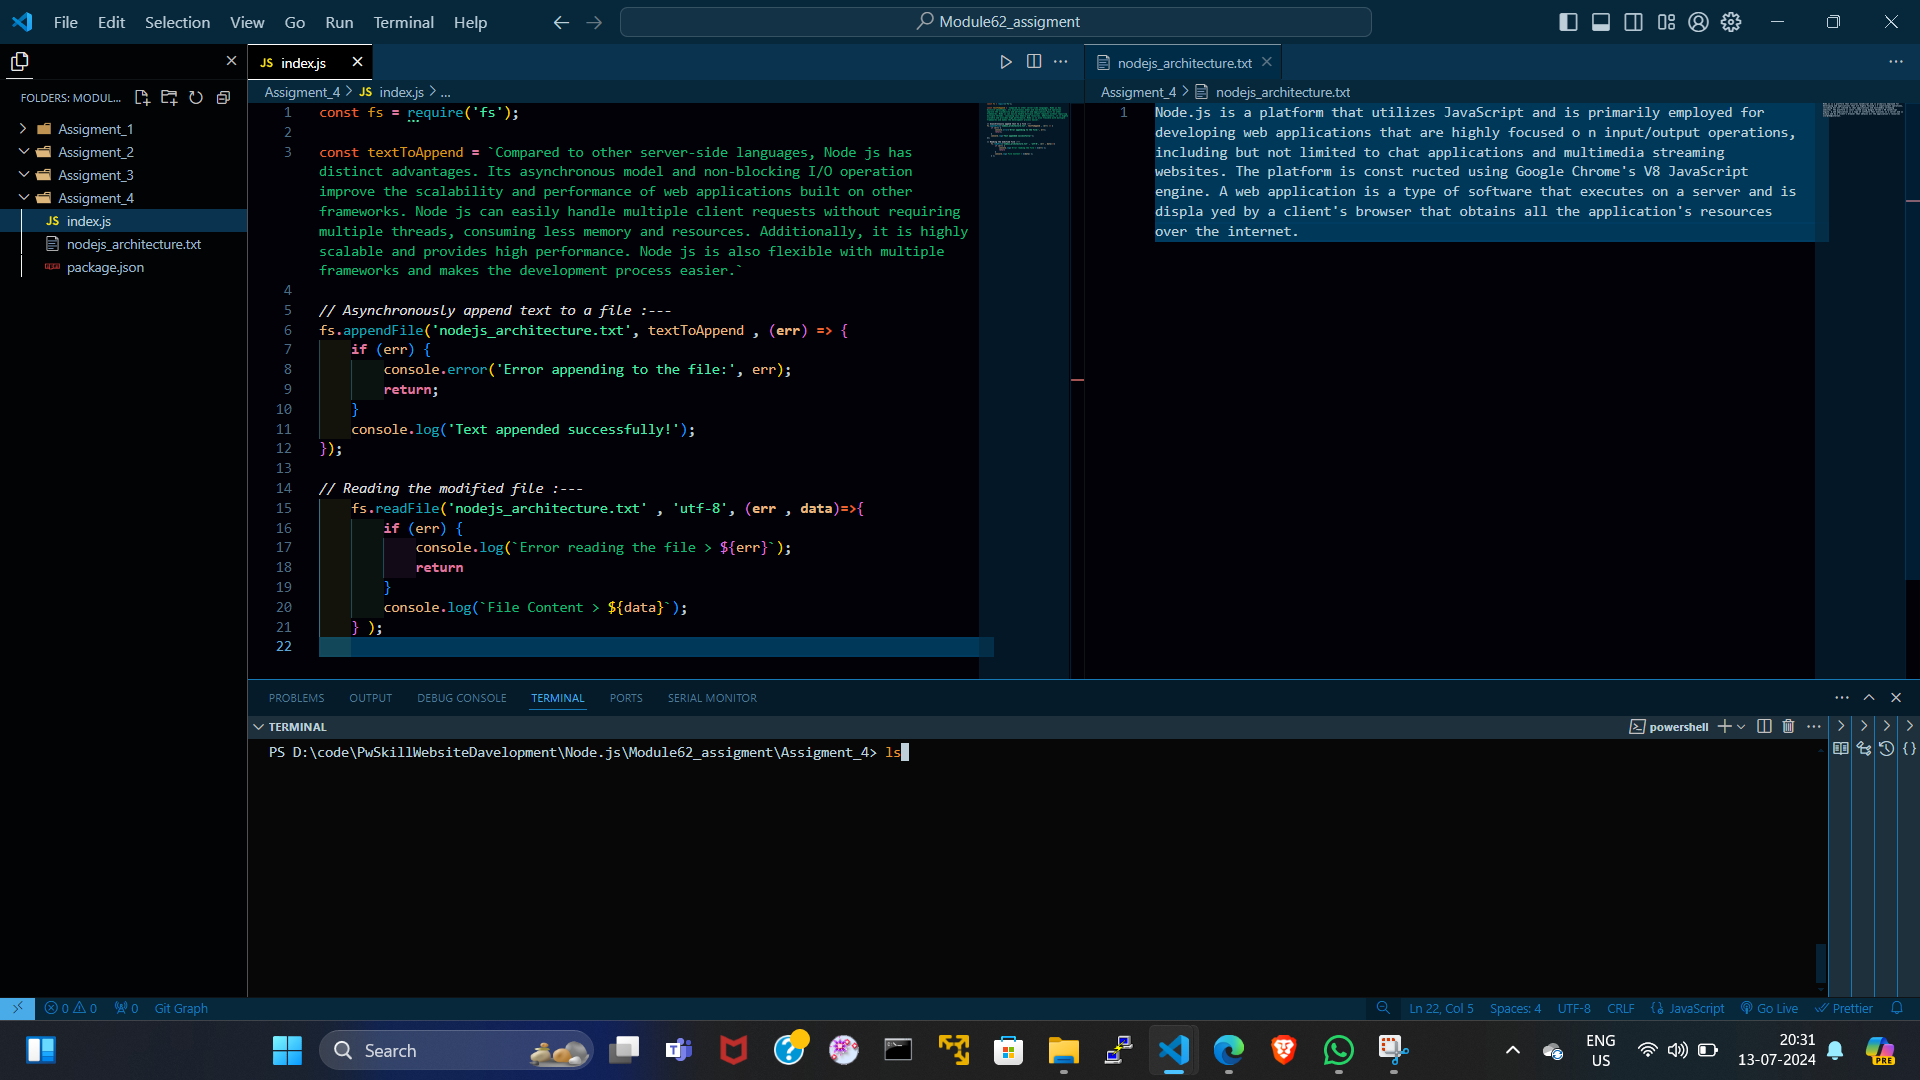 File Edit Selection View Go Run Terminal Help
Module62_assigment
FOLDERS: MODUL...
Assigment_1
Assigment_2
Assigment_3
Assigment_4
JS index.js
nodejs_architecture.txt
package.json
JS index.js
Assigment_4 > JS index.js > ...
1 const fs = require('fs');
2
3 const textToAppend = `Compared to other server-side languages, Node js has
distinct advantages. Its asynchronous model and non-blocking I/O operation
improve the scalability and performance of web applications built on other
frameworks. Node js can easily handle multiple client requests without requiring
multiple threads, consuming less memory and resources. Additionally, it is highly
scalable and provides high performance. Node js is also flexible with multiple
frameworks and makes the development process easier.`
4
5 // Asynchronously append text to a file :---
6 fs.appendFile('nodejs_architecture.txt', textToAppend , (err) => {
7 if (err) {
8 console.error('Error appending to the file:', err);
9 return;
10 }
11 console.log('Text appended successfully!');
12 });
13
14 // Reading the modified file :---
15 fs.readFile('nodejs_architecture.txt' , 'utf-8', (err , data)=>{
16 if (err) {
17 console.log(`Error reading the file > ${err}`);
18 return
19 }
20 console.log(`File Content > ${data}`);
21 } );
22
nodejs_architecture.txt
Assigment_4 > nodejs_architecture.txt
1 Node.js is a platform that utilizes JavaScript and is primarily employed for
developing web applications that are highly focused o n input/output operations,
including but not limited to chat applications and multimedia streaming
websites. The platform is const ructed using Google Chrome's V8 JavaScript
engine. A web application is a type of software that executes on a server and is
displa yed by a client's browser that obtains all the application's resources
over the internet.
PROBLEMS OUTPUT DEBUG CONSOLE TERMINAL PORTS SERIAL MONITOR
TERMINAL
powershell
PS D:\code\PwSkillWebsiteDavelopment\Node.js\Module62_assigment\Assigment_4> ls
0 0 0 Git Graph
Ln 22, Col 5 Spaces: 4 UTF-8 CRLF {} JavaScript Go Live Prettier
Search
ENG
US
20:31
13-07-2024
PRE